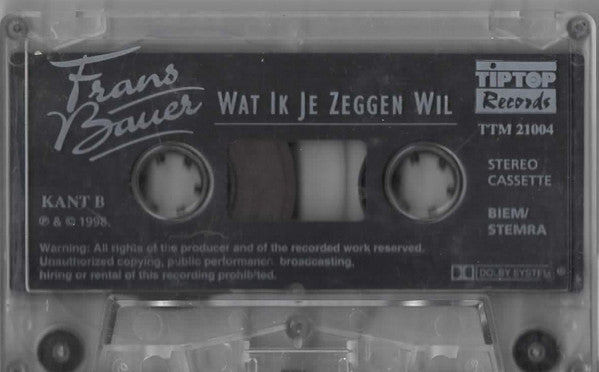 Frans
Bauer
WAT IK JE ZEGGEN WIL
TIPTOP
Records
TTM 21004
STEREO
CASSETTE
KANT B
℗ & © 1998.
BIEM/
STEMRA
Warning: All rights of the producer and of the recorded work reserved.
Unauthorized copying, public performance, broadcasting,
hiring or rental of this recording prohibited.
DOLBY SYSTEM